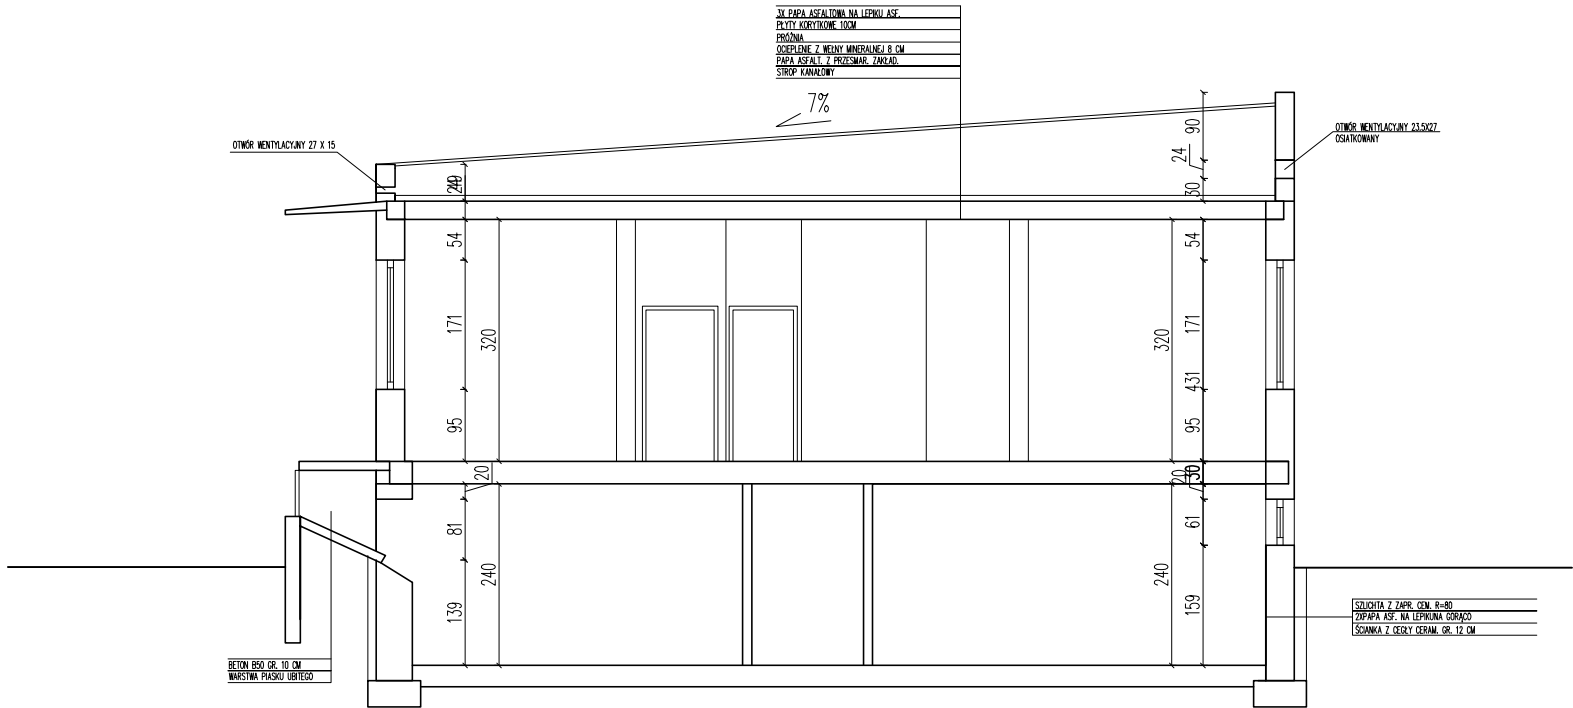 3X PAPA ASFALTOWA NA LEPIKU ASF.
PŁYTY KORYTKOWE 10CM
PRÓŻNIA
OCIEPLENIE Z WEŁNY MINERALNEJ 8 CM
PAPA ASFALT. Z PRZESMAR. ZAKŁAD.
STROP KANAŁOWY
7%
OTWÓR WENTYLACYJNY 27 X 15
OTWÓR WENTYLACYJNY 23.5X27
OSIATKOWANY
90
24
30
54
54
171
320
320
171
431
95
95
20
20
81
61
240
240
139
159
SZLICHTA Z ZAPR. CEM. R=80
2XPAPA ASF. NA LEPIKUNA GORĄCO
ŚCIANKA Z CEGŁY CERAM. GR. 12 CM
BETON B50 GR. 10 CM
WARSTWA PIASKU UBITEGO